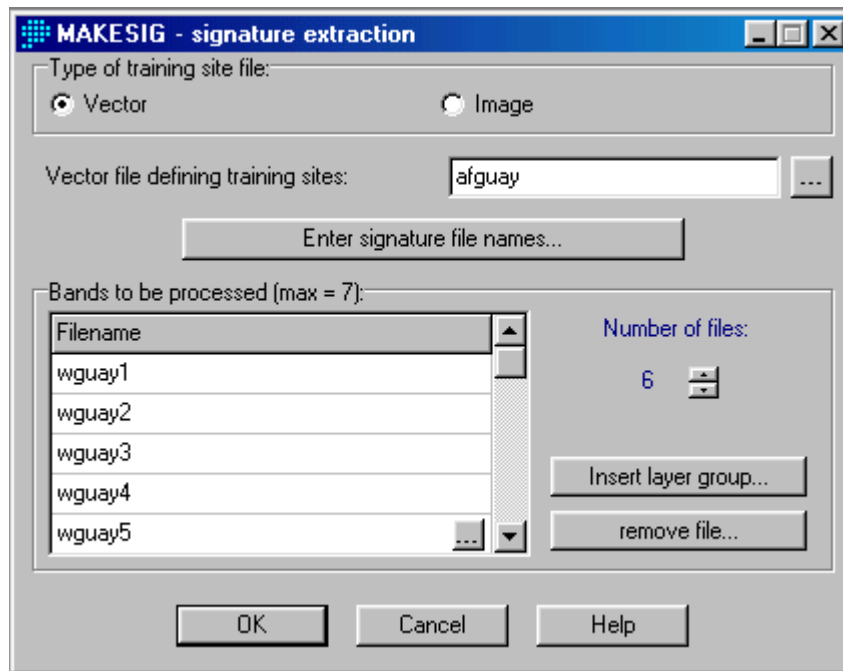 MAKESIG - signature extraction
Type of training site file:
Vector
Image
Vector file defining training sites:
afguay
...
Enter signature file names...
Bands to be processed (max = 7):
Filename
wguay1
wguay2
wguay3
wguay4
wguay5
...
Number of files:
6
Insert layer group...
remove file...
OK
Cancel
Help